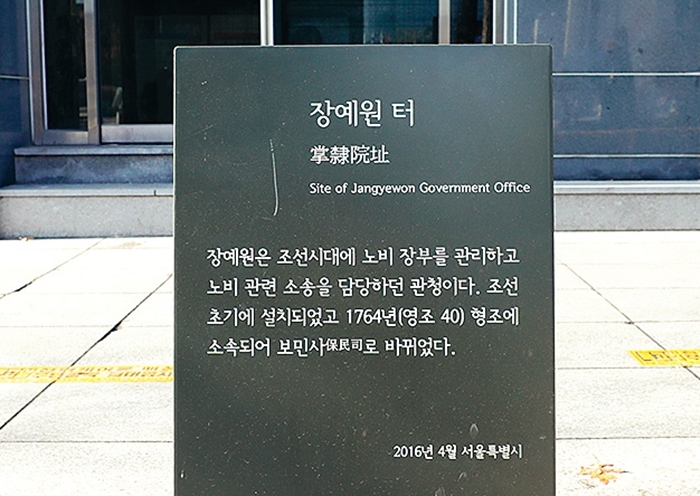 장예원 터
掌隷院址
Site of Jangyewon Government Office
장예원은 조선시대에 노비 장부를 관리하고
노비 관련 소송을 담당하던 관청이다. 조선
초기에 설치되었고 1764년(영조 40) 형조에
소속되어 보민사保民司로 바뀌었다.
2016년 4월 서울특별시